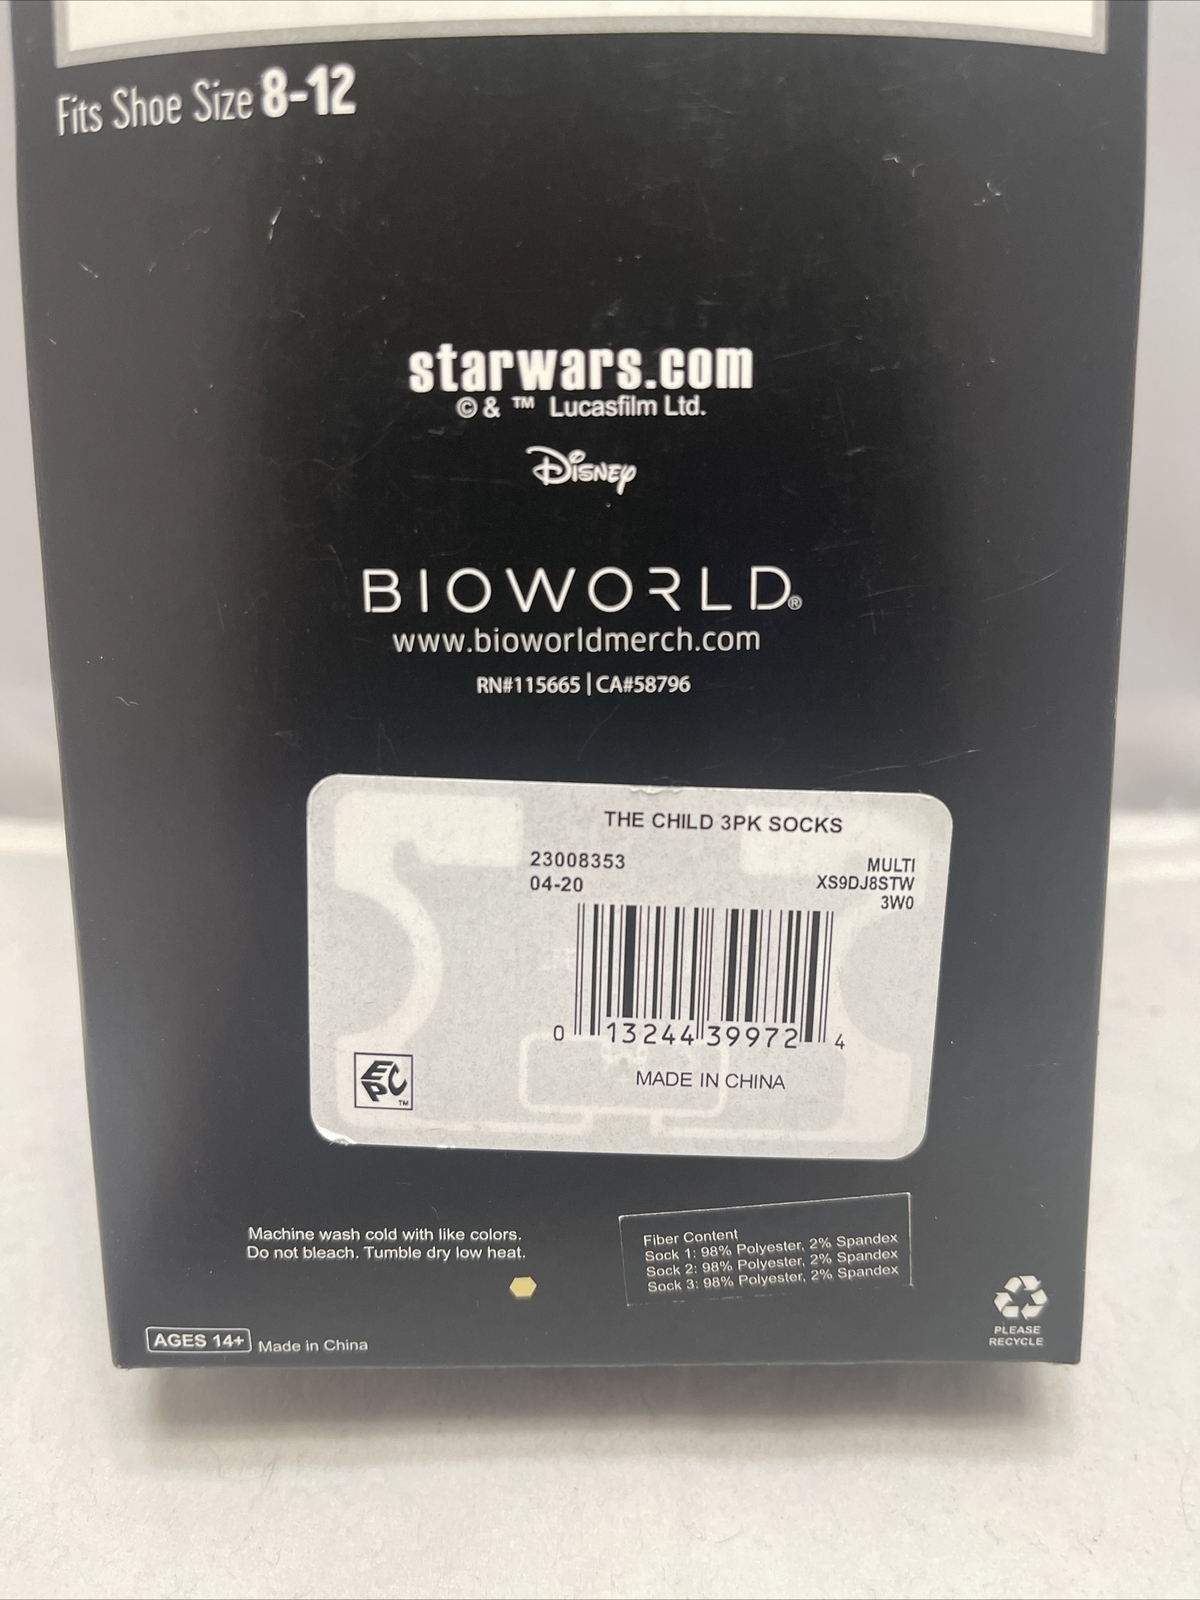 Fits Shoe Size 8-12
starwars.com
© & ™ Lucasfilm Ltd.
Disney
BIOWORLD®
www.bioworldmerch.com
RN#115665 | CA#58796
THE CHILD 3PK SOCKS
23008353
04-20
MULTI
XS9DJ8STW
3W0
0 13244 39972 4
MADE IN CHINA
EPC™
Machine wash cold with like colors.
Do not bleach. Tumble dry low heat.
Fiber Content
Sock 1: 98% Polyester, 2% Spandex
Sock 2: 98% Polyester, 2% Spandex
Sock 3: 98% Polyester, 2% Spandex
AGES 14+ Made in China
PLEASE
RECYCLE